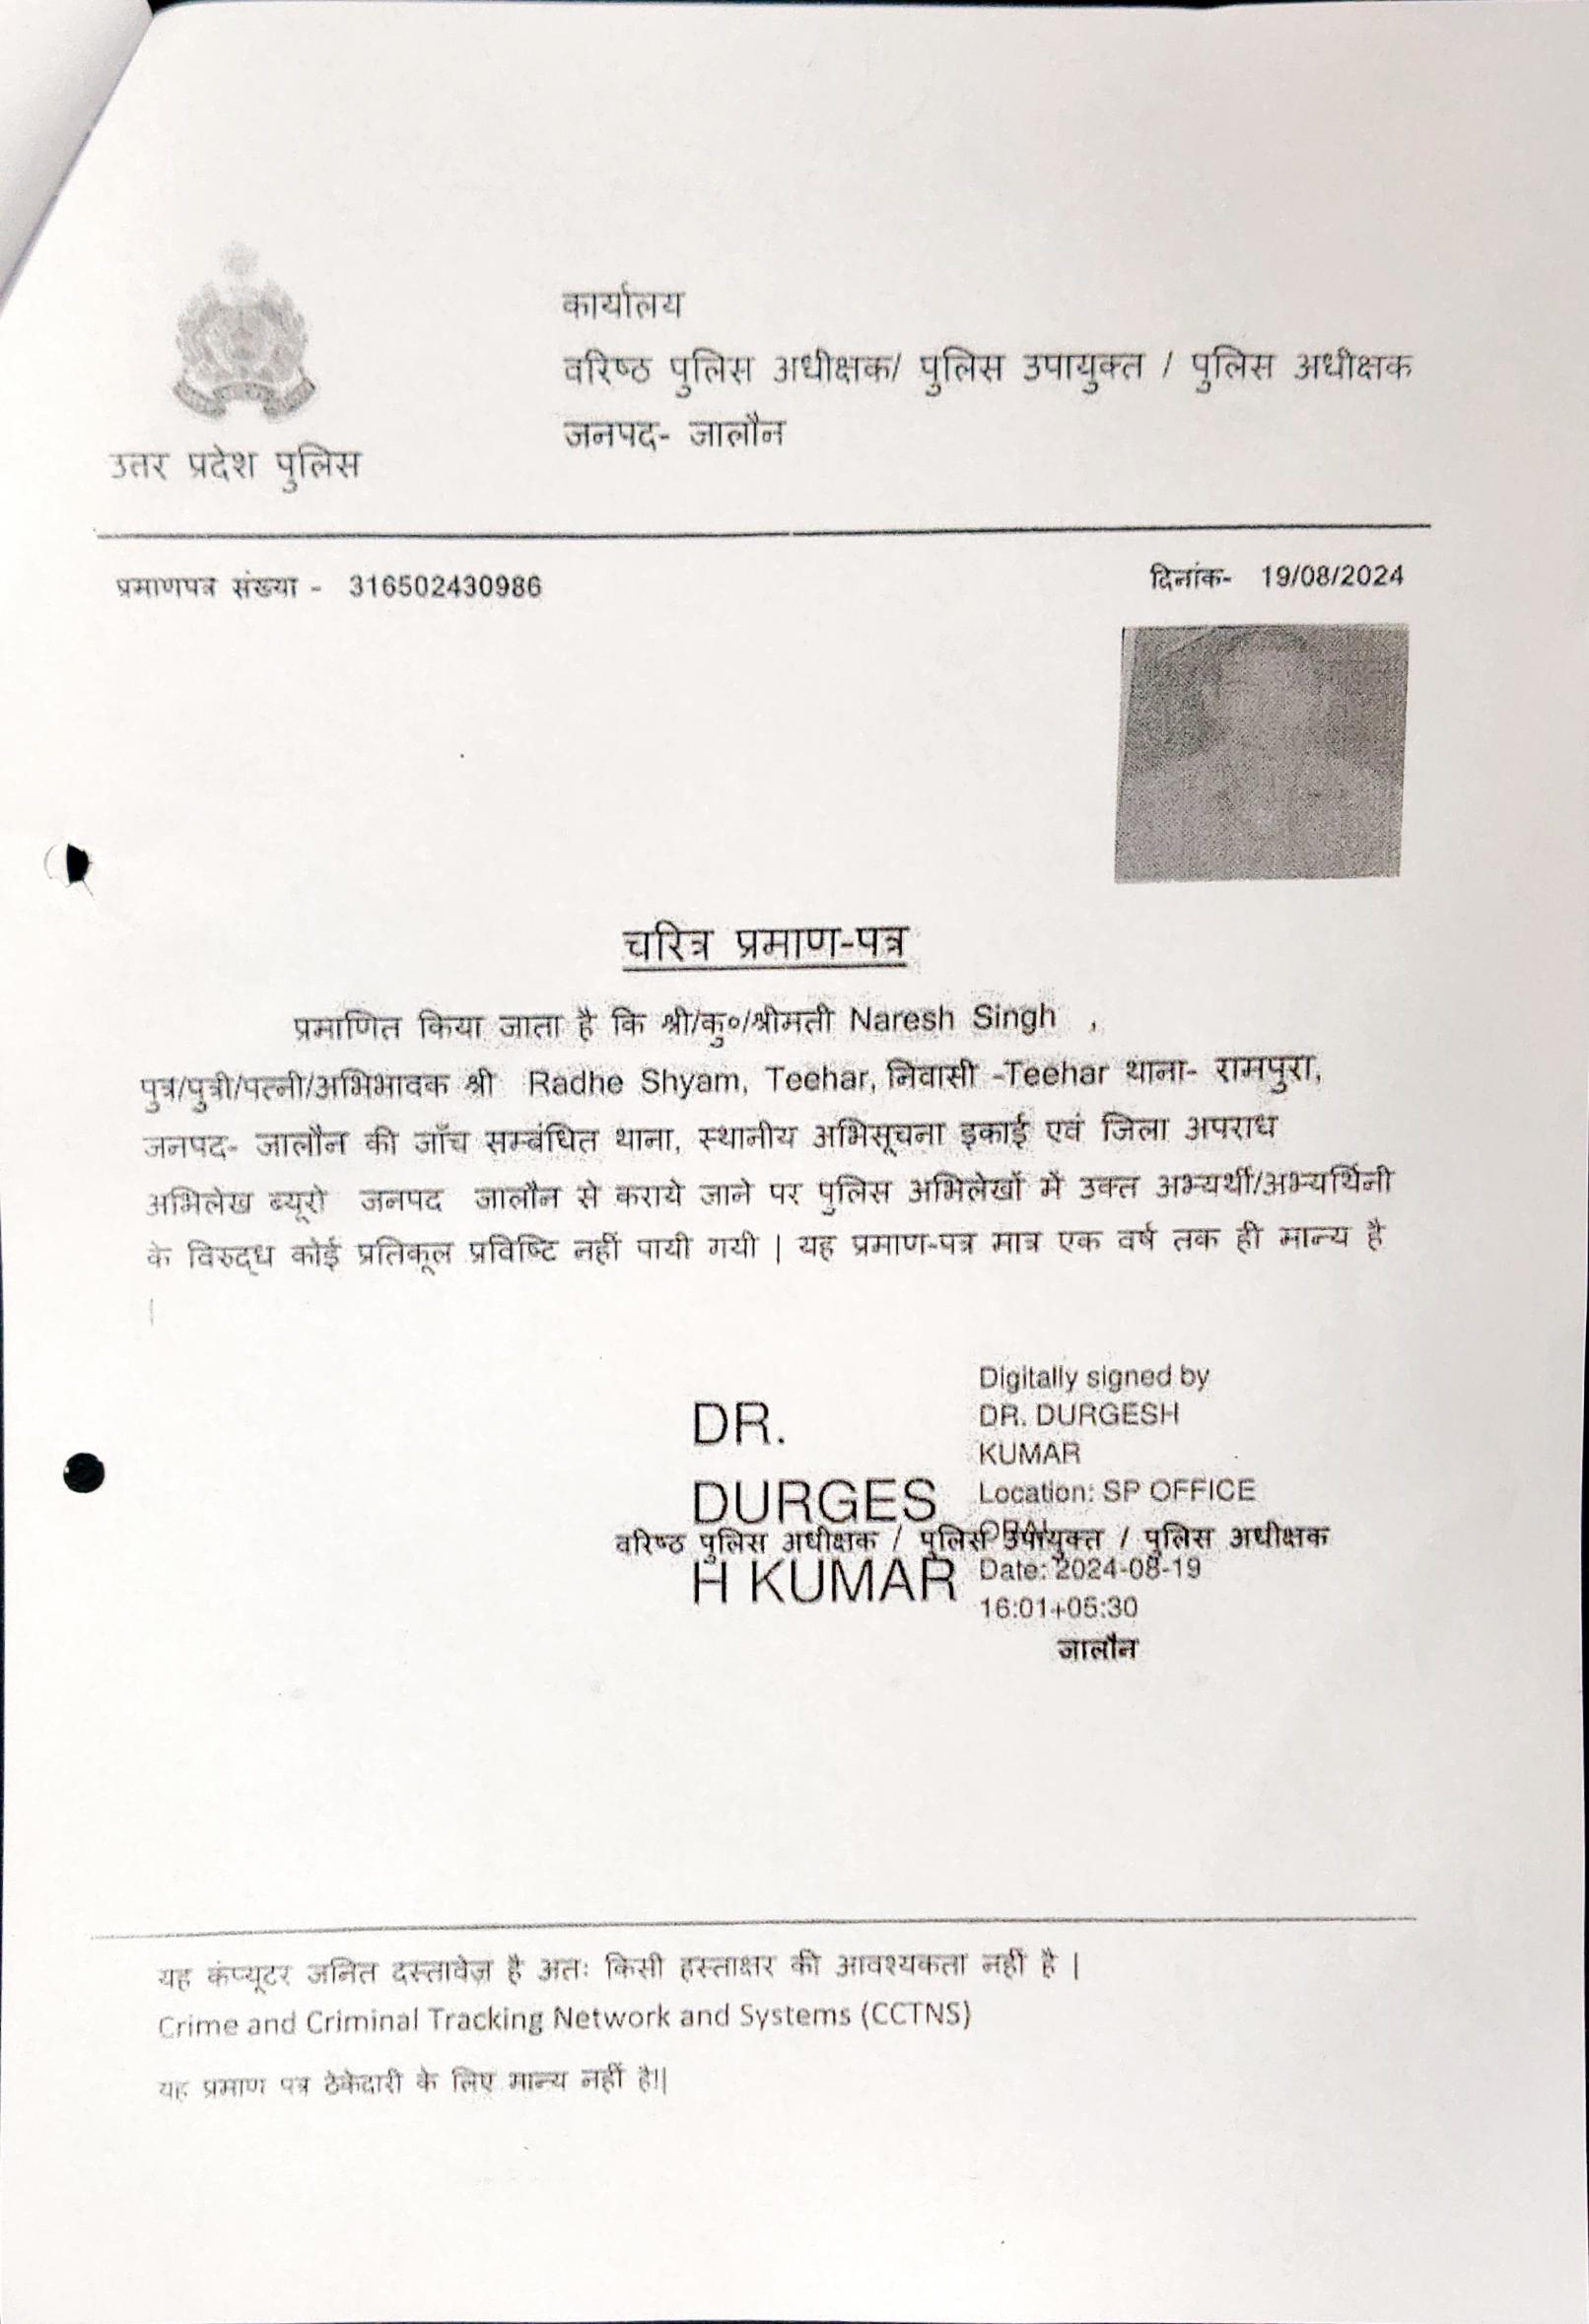 कार्यालय
वरिष्ठ पुलिस अधीक्षक/ पुलिस उपायुक्त / पुलिस अधीक्षक
जनपद- जालौन
उत्तर प्रदेश पुलिस
प्रमाणपत्र संख्या - 316502430986
दिनांक- 19/08/2024
चरित्र प्रमाण-पत्र
प्रमाणित किया जाता है कि श्री/कु०/श्रीमती Naresh Singh ,
पुत्र/पुत्री/पत्नी/अभिभावक श्री Radhe Shyam, Teehar, निवासी -Teehar थाना- रामपुरा,
जनपद- जालौन की जाँच सम्बंधित थाना, स्थानीय अभिसूचना इकाई एवं जिला अपराध
अभिलेख ब्यूरो जनपद जालौन से कराये जाने पर पुलिस अभिलेखों में उक्त अभ्यर्थी/अभ्यर्थिनी
के विरुद्ध कोई प्रतिकूल प्रविष्टि नहीं पायी गयी | यह प्रमाण-पत्र मात्र एक वर्ष तक ही मान्य है
|
DR.
DURGES
H KUMAR
Digitally signed by
DR. DURGESH
KUMAR
Location: SP OFFICE
ORAI
Date: 2024-08-19
16:01+05:30
वरिष्ठ पुलिस अधीक्षक / पुलिस उपायुक्त / पुलिस अधीक्षक
जालौन
यह कंप्यूटर जनित दस्तावेज़ है अतः किसी हस्ताक्षर की आवश्यकता नहीं है |
Crime and Criminal Tracking Network and Systems (CCTNS)
यह प्रमाण पत्र ठेकेदारी के लिए मान्य नहीं है||